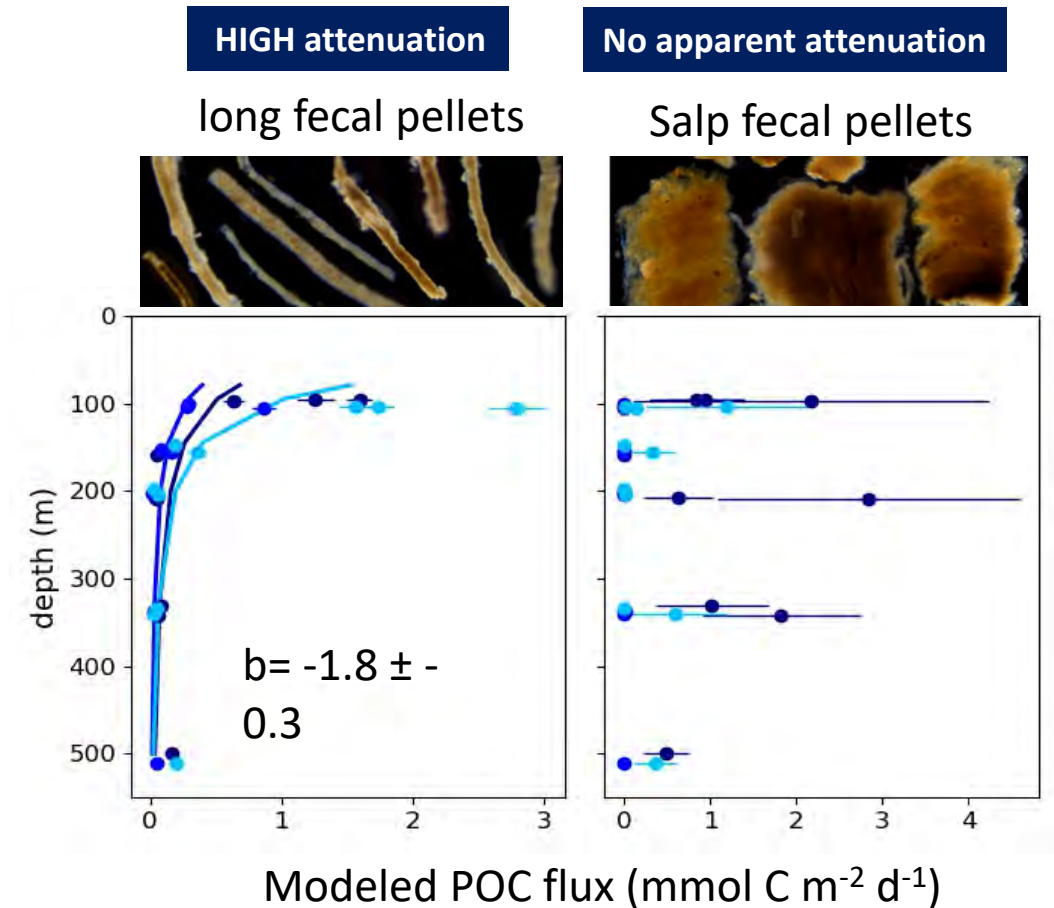 HIGH attenuation
No apparent attenuation
long fecal pellets
Salp fecal pellets
0
100
200
300
400
500
depth (m)
b= -1.8 ± -
0.3
0 1 2 3
0 1 2 3 4
Modeled POC flux (mmol C m⁻² d⁻¹)